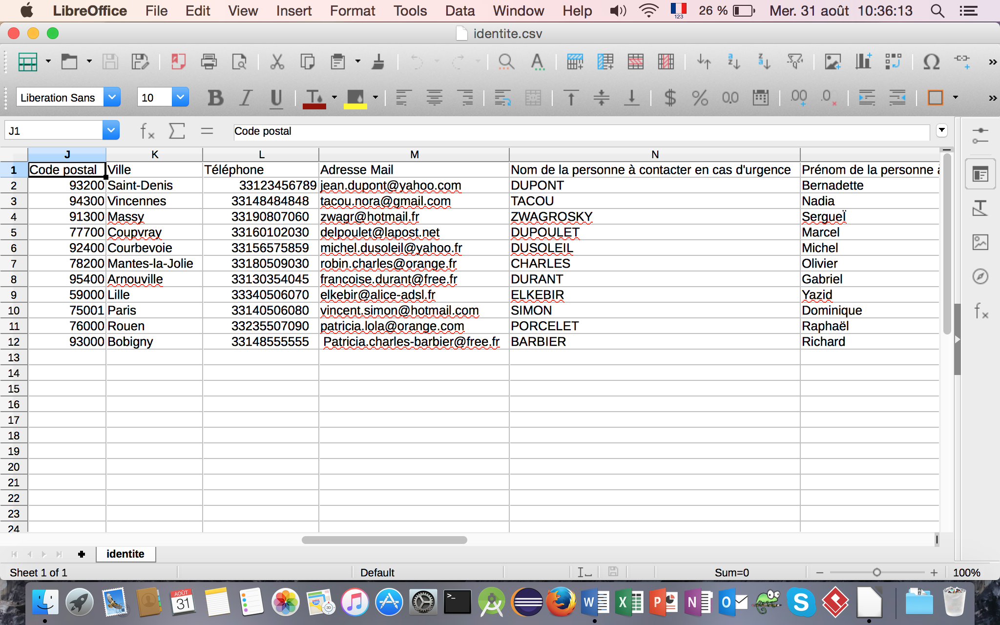 LibreOffice File Edit View Insert Format Tools Data Window Help 123 26 % Mer. 31 août 10:36:13
identite.csv
Liberation Sans 10
J1 Code postal
J K L M N
1 Code postal Ville Téléphone Adresse Mail Nom de la personne à contacter en cas d'urgence Prénom de la personne à
2 93200 Saint-Denis 33123456789 jean.dupont@yahoo.com DUPONT Bernadette
3 94300 Vincennes 33148484848 tacou.nora@gmail.com TACOU Nadia
4 91300 Massy 33190807060 zwagr@hotmail.fr ZWAGROSKY SergueÏ
5 77700 Coupvray 33160102030 delpoulet@lapost.net DUPOULET Marcel
6 92400 Courbevoie 33156575859 michel.dusoleil@yahoo.fr DUSOLEIL Michel
7 78200 Mantes-la-Jolie 33180509030 robin.charles@orange.fr CHARLES Olivier
8 95400 Arnouville 33130354045 francoise.durant@free.fr DURANT Gabriel
9 59000 Lille 33340506070 elkebir@alice-adsl.fr ELKEBIR Yazid
10 75001 Paris 33140506080 vincent.simon@hotmail.com SIMON Dominique
11 76000 Rouen 33235507090 patricia.lola@orange.com PORCELET Raphaël
12 93000 Bobigny 33148555555 Patricia.charles-barbier@free.fr BARBIER Richard
13
14
15
16
17
18
19
20
21
22
23
24
identite
Sheet 1 of 1 Default Sum=0 100%
AOÛT
31